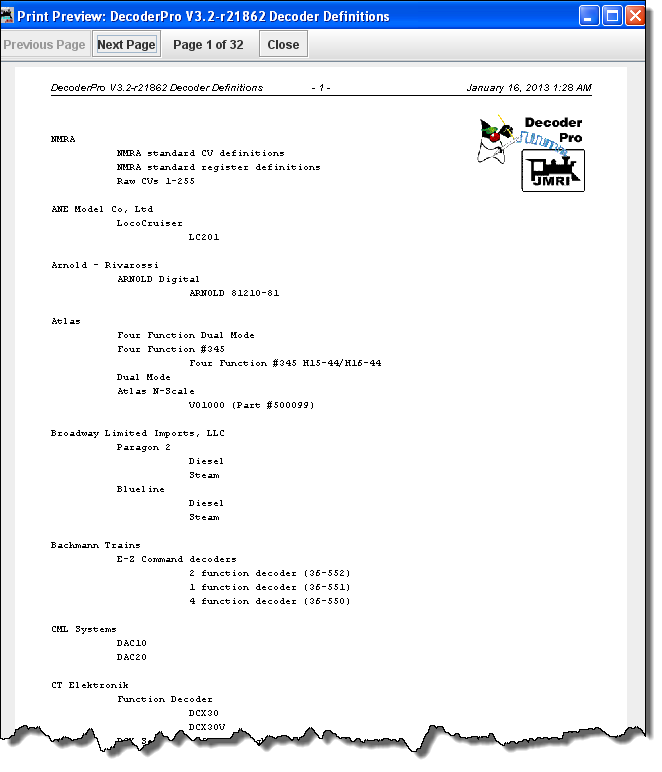 Print Preview: DecoderPro V3.2-r21862 Decoder Definitions
Previous Page Next Page Page 1 of 32 Close
DecoderPro V3.2-r21862 Decoder Definitions - 1 - January 16, 2013 1:28 AM
Decoder
Pro
JMRI
NMRA
NMRA standard CV definitions
NMRA standard register definitions
Raw CVs 1-255
ANE Model Co, Ltd
LocoCruiser
LC201
Arnold - Rivarossi
ARNOLD Digital
ARNOLD 81210-81
Atlas
Four Function Dual Mode
Four Function #345
Four Function #345 H15-44/H16-44
Dual Mode
Atlas N-Scale
VO1000 (Part #500099)
Broadway Limited Imports, LLC
Paragon 2
Diesel
Steam
Blueline
Diesel
Steam
Bachmann Trains
E-Z Command decoders
2 function decoder (36-552)
1 function decoder (36-551)
4 function decoder (36-550)
CML Systems
DAC10
DAC20
CT Elektronik
Function Decoder
DCX30
DCX30V